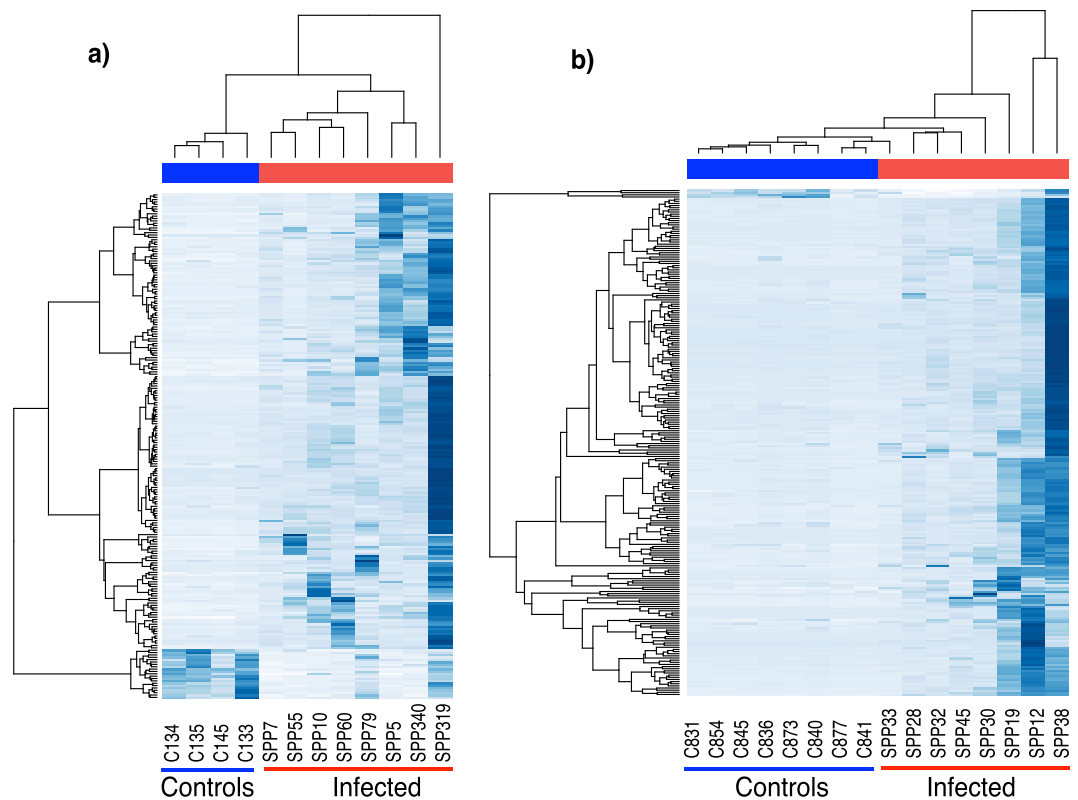 a)
b)
C134
C135
C145
C133
SPP7
SPP55
SPP10
SPP60
SPP79
SPP5
SPP340
SPP319
Controls
Infected
C831
C854
C845
C836
C873
C840
C877
C841
SPP33
SPP28
SPP32
SPP45
SPP30
SPP19
SPP12
SPP38
Controls
Infected